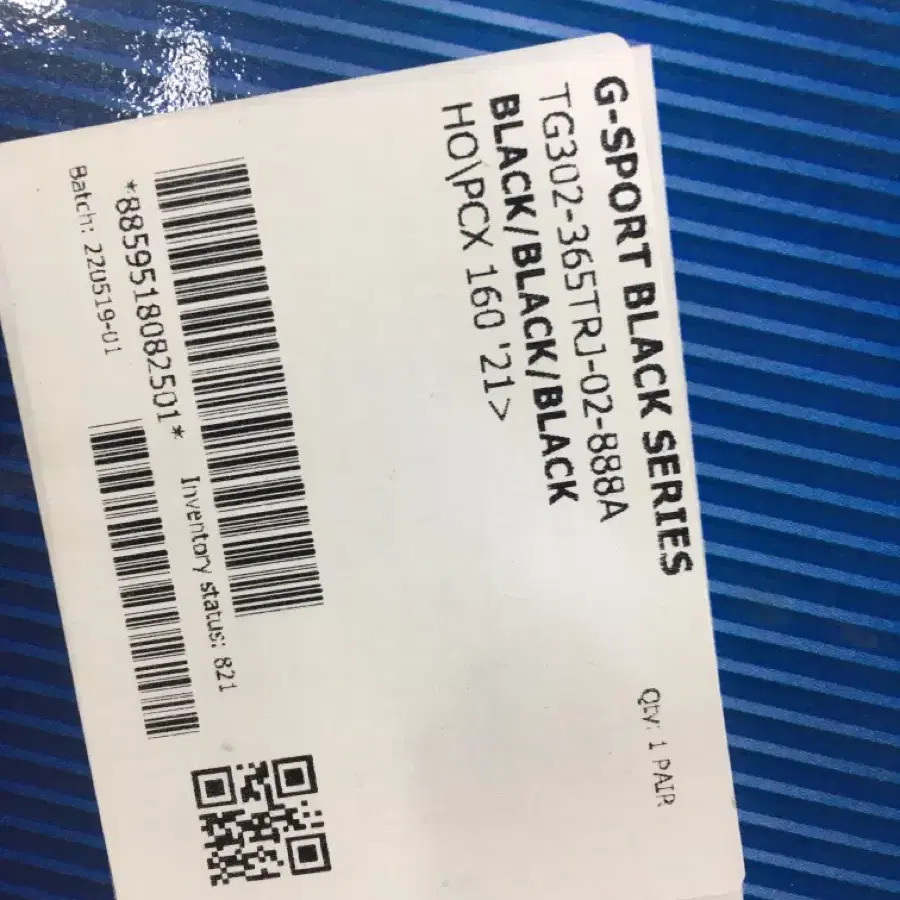 G-SPORT BLACK SERIES
TG302-365TRJ-02-888A
BLACK/BLACK/BLACK
HO\PCX 160 '21>
Qty: 1 PAIR
*8859518082501*
Inventory status: 821
Batch: 220519-01